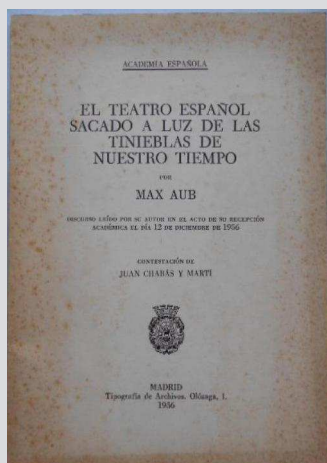 ACADEMIA ESPAÑOLA
EL TEATRO ESPAÑOL
SACADO A LUZ DE LAS
TINIEBLAS DE
NUESTRO TIEMPO
POR
MAX AUB
DISCURSO LEÍDO POR SU AUTOR EN EL ACTO DE SU RECEPCIÓN
ACADÉMICA EL DÍA 12 DE DICIEMBRE DE 1956
CONTESTACIÓN DE
JUAN CHABÁS Y MARTÍ
MADRID
Tipografía de Archivos. Olózaga, 1.
1956